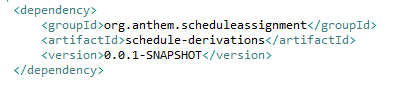 <dependency>
<groupId>org.anthem.scheduleassignment</groupId>
<artifactId>schedule-derivations</artifactId>
<version>0.0.1-SNAPSHOT</version>
</dependency>